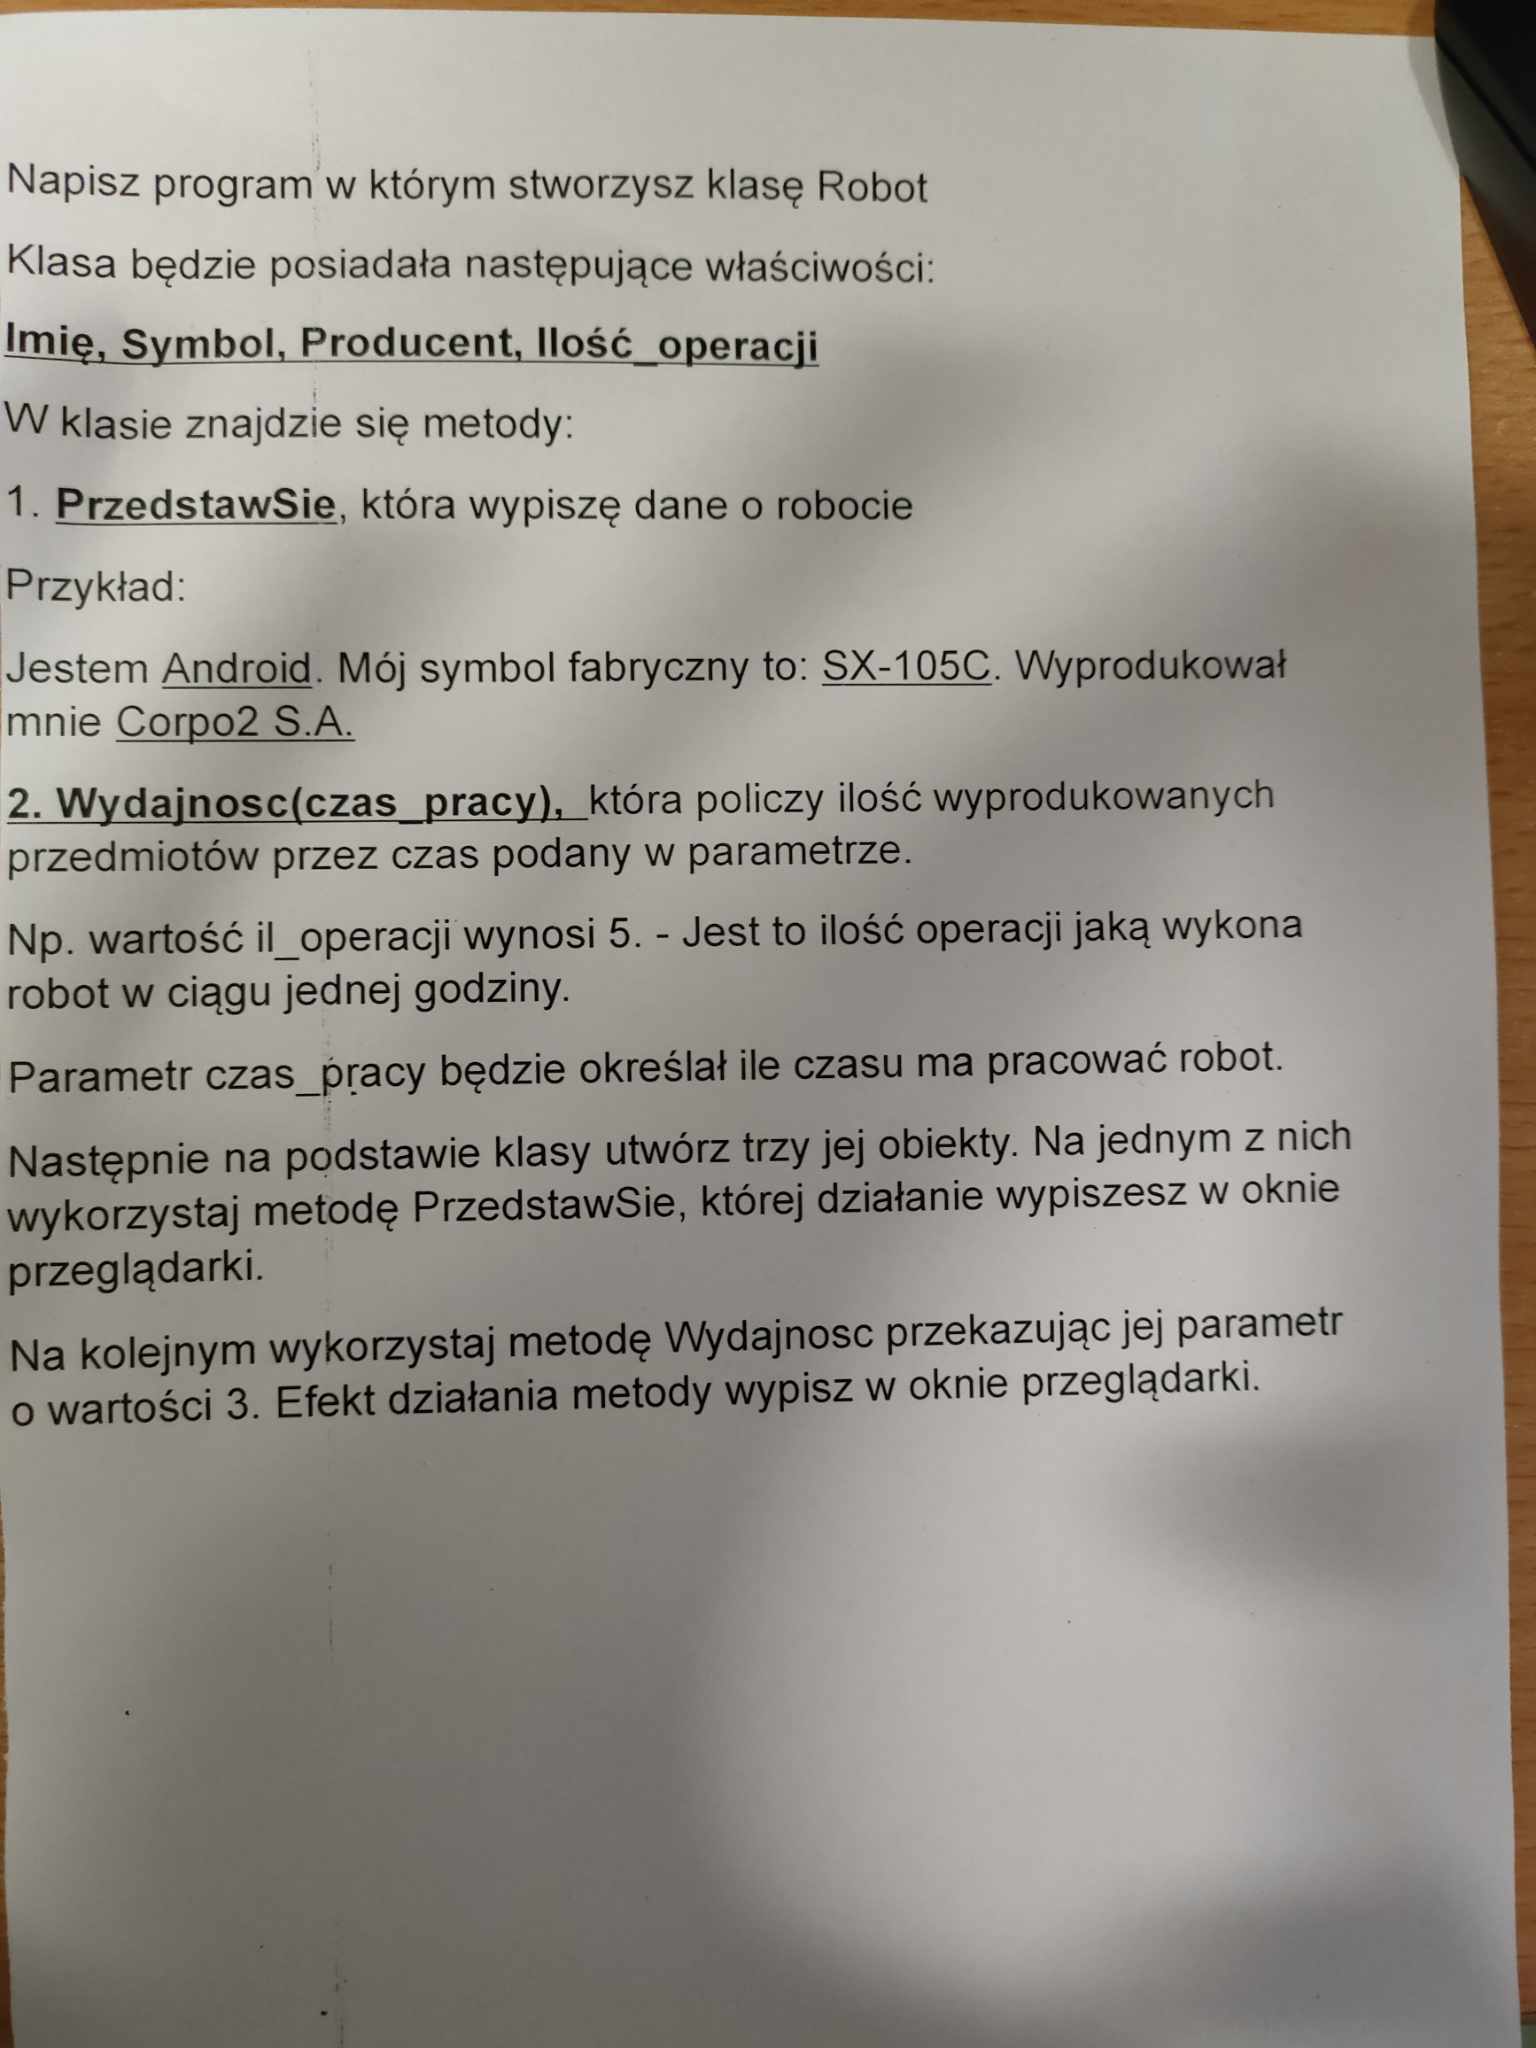 Napisz program w którym stworzysz klasę Robot
Klasa będzie posiadała następujące właściwości:
Imię, Symbol, Producent, Ilość_operacji
W klasie znajdzie się metody:
1. PrzedstawSie, która wypiszę dane o robocie
Przykład:
Jestem Android. Mój symbol fabryczny to: SX-105C. Wyprodukował
mnie Corpo2 S.A.
2. Wydajnosc(czas_pracy), która policzy ilość wyprodukowanych
przedmiotów przez czas podany w parametrze.
Np. wartość il_operacji wynosi 5. - Jest to ilość operacji jaką wykona
robot w ciągu jednej godziny.
Parametr czas_pracy będzie określał ile czasu ma pracować robot.
Następnie na podstawie klasy utwórz trzy jej obiekty. Na jednym z nich
wykorzystaj metodę PrzedstawSie, której działanie wypiszesz w oknie
przeglądarki.
Na kolejnym wykorzystaj metodę Wydajnosc przekazując jej parametr
o wartości 3. Efekt działania metody wypisz w oknie przeglądarki.